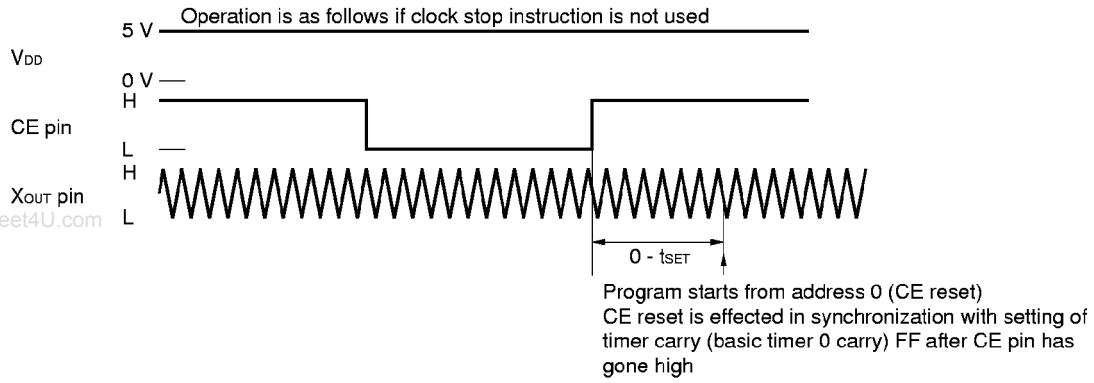 Operation is as follows if clock stop instruction is not used
5 V
VDD
0 V
H
CE pin
L
H
XOUT pin
L
eet4U.com
0 - tSET
Program starts from address 0 (CE reset)
CE reset is effected in synchronization with setting of
timer carry (basic timer 0 carry) FF after CE pin has
gone high